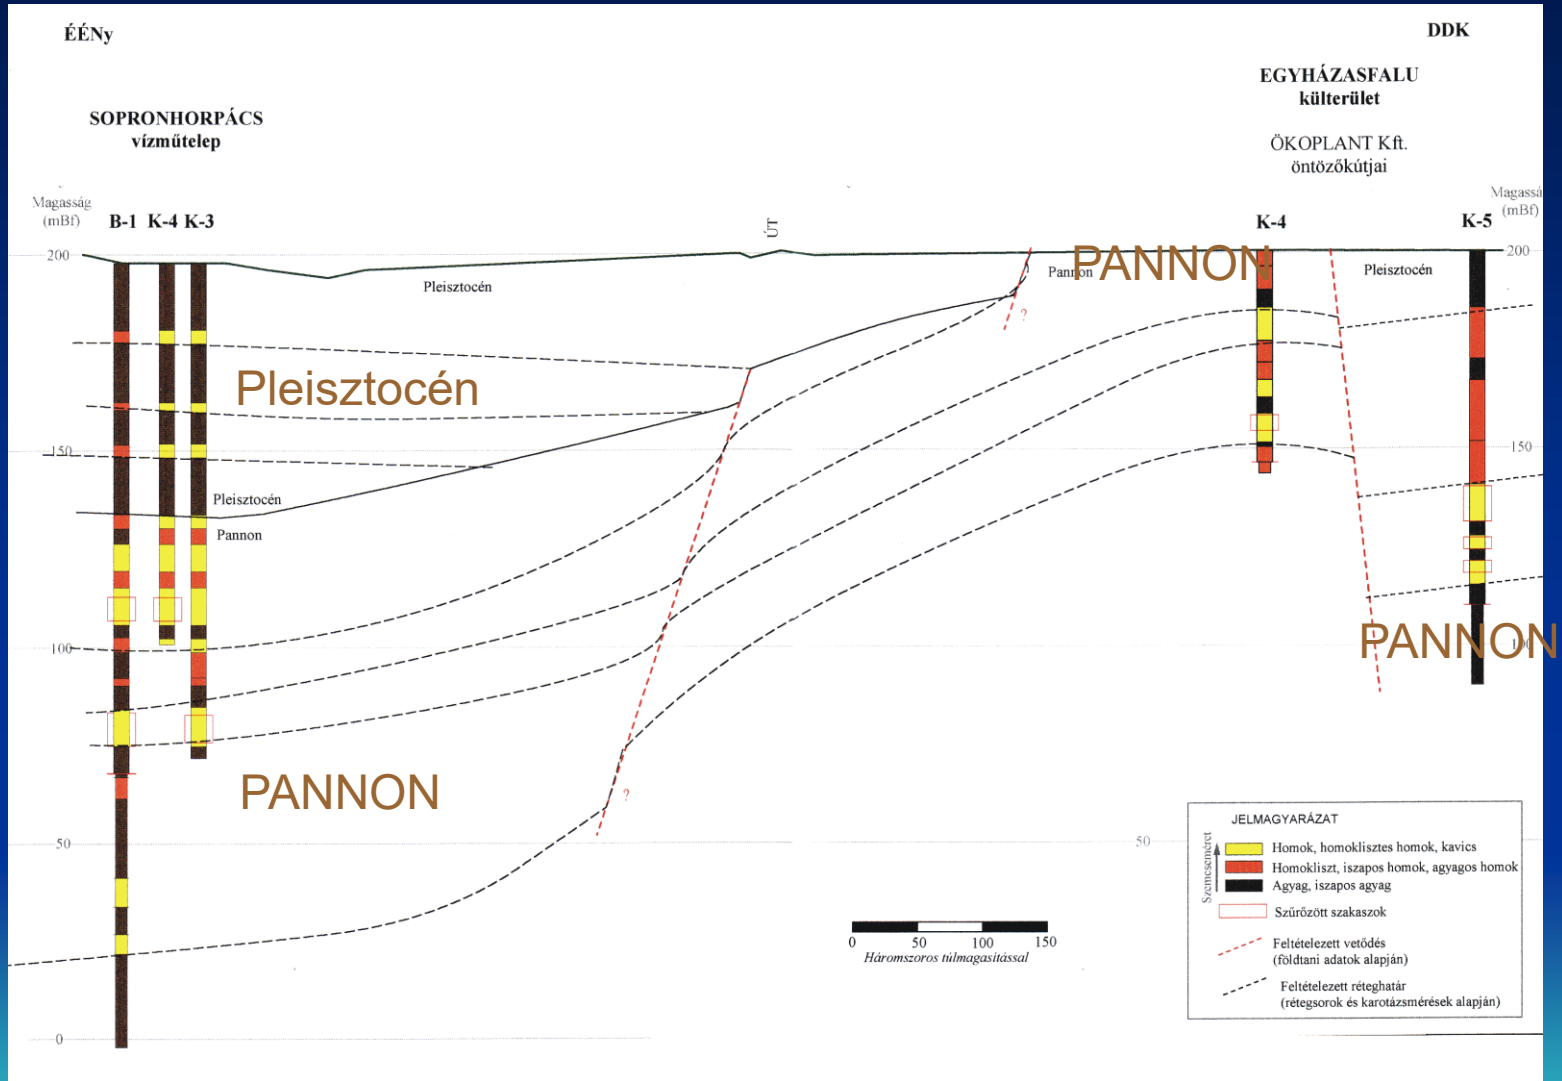 ÉÉNy
DDK
EGYHÁZASFALU
külterület
SOPRONHORPÁCS
vízműtelep
ÖKOPLANT Kft.
öntözőkútjai
Magasság
(mBf)
B-1 K-4 K-3
ÚT
K-4
K-5
Magassá
(mBf)
200
PANNON
Pannon
Pleisztocén
200
Pleisztocén
?
Pleisztocén
150
150
Pleisztocén
Pannon
100
PANNON
100
PANNON
?
50
50
JELMAGYARÁZAT
Szemcseméret
Homok, homoklisztes homok, kavics
Homokliszt, iszapos homok, agyagos homok
Agyag, iszapos agyag
Szűrőzött szakaszok
Feltételezett vetődés
(földtani adatok alapján)
Feltételezett réteghatár
(rétegsorok és karotázsmérések alapján)
0 50 100 150
Háromszoros túlmagasítással
0